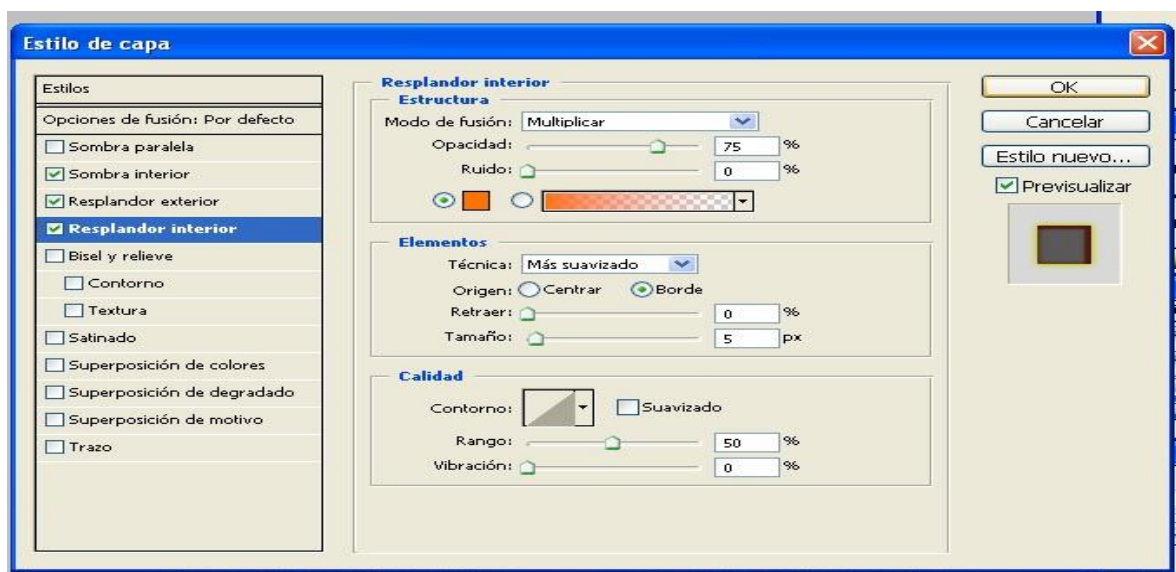 Estilo de capa
Estilos
Opciones de fusión: Por defecto
Sombra paralela
Sombra interior
Resplandor exterior
Resplandor interior
Bisel y relieve
Contorno
Textura
Satinado
Superposición de colores
Superposición de degradado
Superposición de motivo
Trazo
Resplandor interior
Estructura
Modo de fusión: Multiplicar
Opacidad: 75 %
Ruido: 0 %
Elementos
Técnica: Más suavizado
Origen: Centrar Borde
Retraer: 0 %
Tamaño: 5 px
Calidad
Contorno: Suavizado
Rango: 50 %
Vibración: 0 %
OK
Cancelar
Estilo nuevo...
Previsualizar